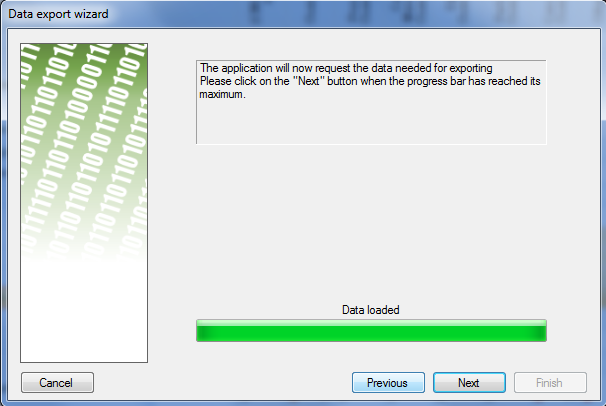 Data export wizard
The application will now request the data needed for exporting
Please click on the "Next" button when the progress bar has reached its
maximum.
Data loaded
Cancel
Previous
Next
Finish